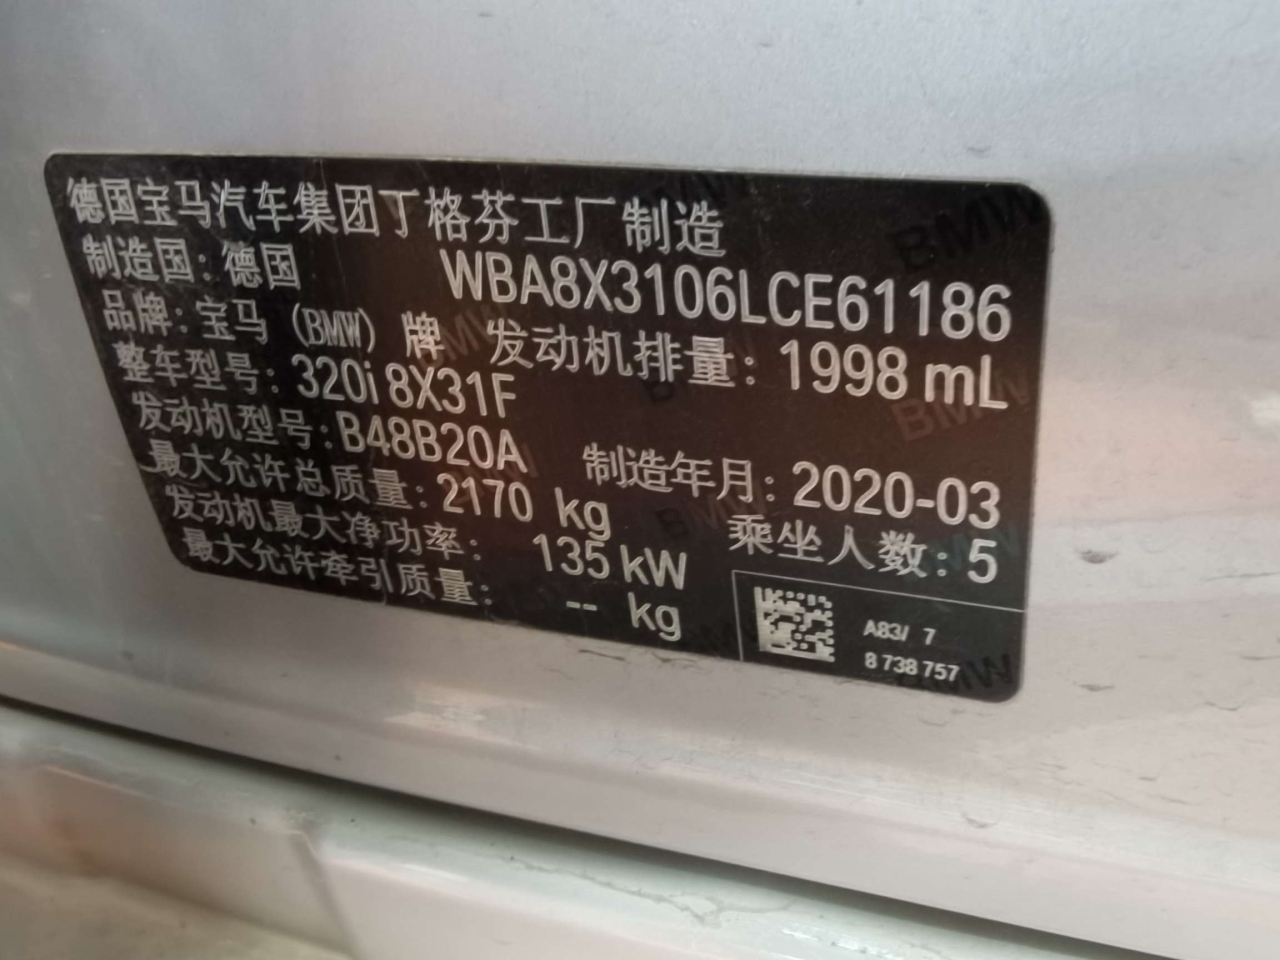 德国宝马汽车集团丁格芬工厂制造
制造国：德国 WBA8X3106LCE61186
品牌：宝马 (BMW) 牌 发动机排量：1998 mL
整车型号：320i 8X31F
发动机型号：B48B20A 制造年月：2020-03
最大允许总质量：2170 kg 乘坐人数：5
发动机最大净功率： 135 kW
最大允许牵引质量： -- kg
A83/ 7
8 738 757